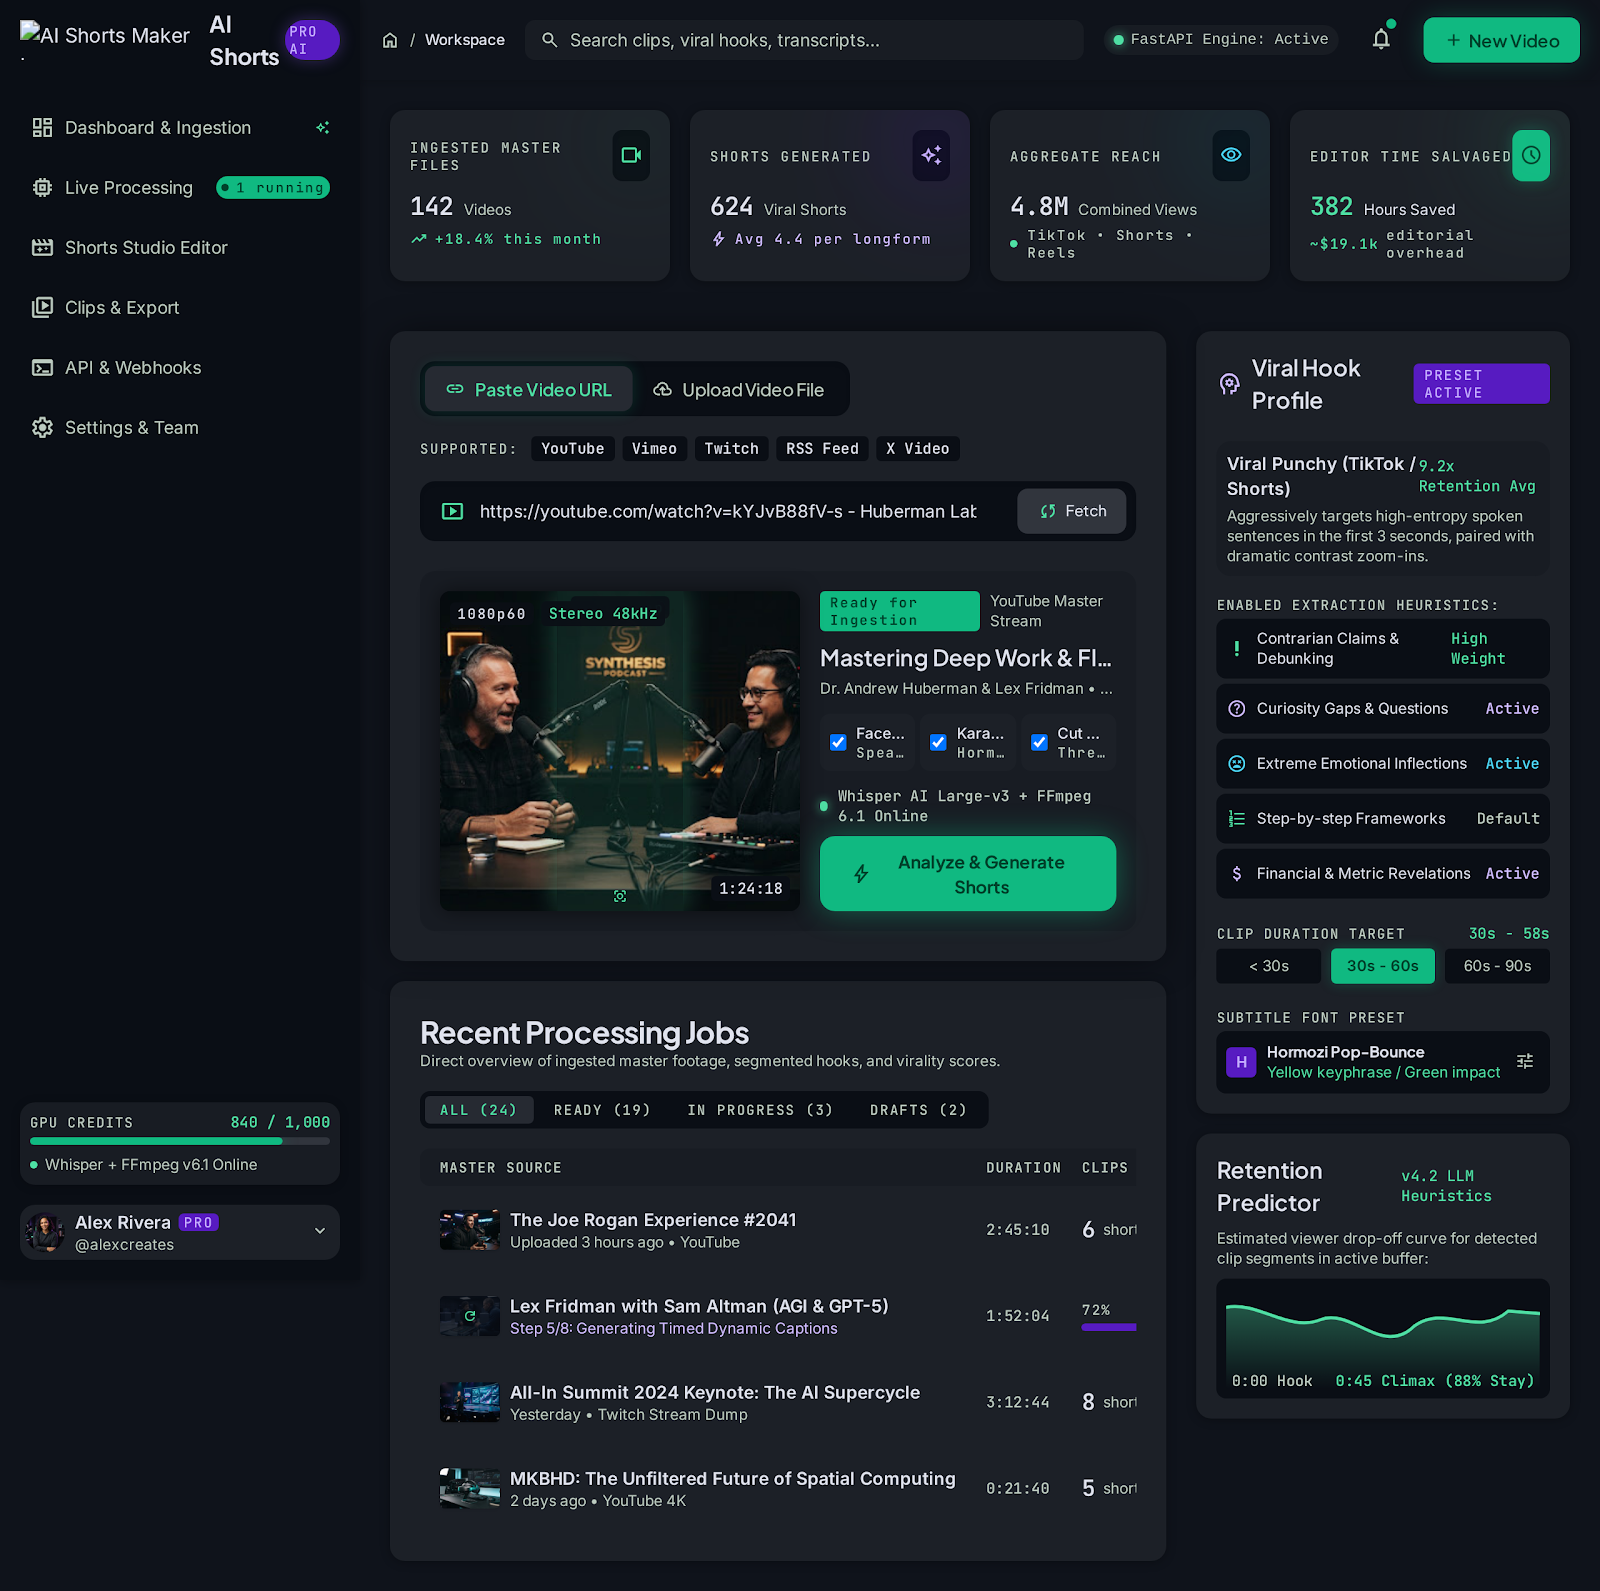 AI Shorts Maker
.
AI
Shorts
PRO
AI
/ Workspace
Search clips, viral hooks, transcripts...
FastAPI Engine: Active
+ New Video
Dashboard & Ingestion
Live Processing
1 running
Shorts Studio Editor
Clips & Export
API & Webhooks
Settings & Team
GPU CREDITS
840 / 1,000
Whisper + FFmpeg v6.1 Online
Alex Rivera PRO
@alexcreates
INGESTED MASTER
FILES
142 Videos
+18.4% this month
SHORTS GENERATED
624 Viral Shorts
Avg 4.4 per longform
AGGREGATE REACH
4.8M Combined Views
TikTok • Shorts •
Reels
EDITOR TIME SALVAGED
382 Hours Saved
~$19.1k editorial
overhead
Paste Video URL
Upload Video File
SUPPORTED: YouTube Vimeo Twitch RSS Feed X Video
https://youtube.com/watch?v=kYJvB88fV-s - Huberman Lab
Fetch
1080p60 Stereo 48kHz
SYNTHESIS
PODCAST
1:24:18
Ready for
Ingestion
YouTube Master
Stream
Mastering Deep Work & Fl...
Dr. Andrew Huberman & Lex Fridman • ...
Face...
Spea...
Kara...
Horm...
Cut ...
Thre...
Whisper AI Large-v3 + FFmpeg
6.1 Online
Analyze & Generate
Shorts
Recent Processing Jobs
Direct overview of ingested master footage, segmented hooks, and virality scores.
ALL (24) READY (19) IN PROGRESS (3) DRAFTS (2)
MASTER SOURCE DURATION CLIPS
The Joe Rogan Experience #2041
Uploaded 3 hours ago • YouTube
2:45:10
6 short
Lex Fridman with Sam Altman (AGI & GPT-5)
Step 5/8: Generating Timed Dynamic Captions
1:52:04
72%
All-In Summit 2024 Keynote: The AI Supercycle
Yesterday • Twitch Stream Dump
3:12:44
8 short
MKBHD: The Unfiltered Future of Spatial Computing
2 days ago • YouTube 4K
0:21:40
5 short
Viral Hook
Profile
PRESET
ACTIVE
Viral Punchy (TikTok /
Shorts)
9.2x
Retention Avg
Aggressively targets high-entropy spoken
sentences in the first 3 seconds, paired with
dramatic contrast zoom-ins.
ENABLED EXTRACTION HEURISTICS:
Contrarian Claims &
Debunking
High
Weight
Curiosity Gaps & Questions Active
Extreme Emotional Inflections Active
Step-by-step Frameworks Default
Financial & Metric Revelations Active
CLIP DURATION TARGET 30s - 58s
< 30s 30s - 60s 60s - 90s
SUBTITLE FONT PRESET
H
Hormozi Pop-Bounce
Yellow keyphrase / Green impact
Retention
Predictor
v4.2 LLM
Heuristics
Estimated viewer drop-off curve for detected
clip segments in active buffer:
0:00 Hook 0:45 Climax (88% Stay)